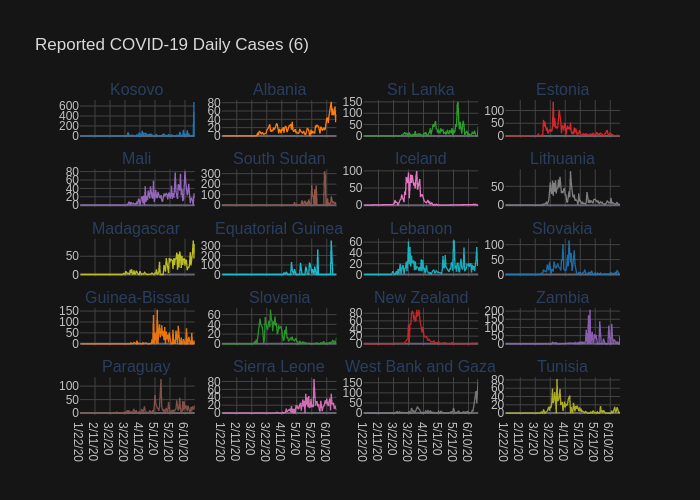 Reported COVID-19 Daily Cases (6)
Kosovo Albania Sri Lanka Estonia
600 400 200 0
80 60 40 20 0
150 100 50 0
100 50 0
Mali South Sudan Iceland Lithuania
80 60 40 20 0
300 200 100 0
100 50 0
50 0
Madagascar Equatorial Guinea Lebanon Slovakia
50 0
300 200 100 0
60 40 20 0
100 50 0
Guinea-Bissau Slovenia New Zealand Zambia
150 100 50 0
60 40 20 0
80 60 40 20 0
200 150 100 50 0
Paraguay Sierra Leone West Bank and Gaza Tunisia
100 50 0
80 60 40 20 0
150 100 50 0
80 60 40 20 0
1/22/20 2/11/20 3/2/20 3/22/20 4/11/20 5/1/20 5/21/20 6/10/20
1/22/20 2/11/20 3/2/20 3/22/20 4/11/20 5/1/20 5/21/20 6/10/20
1/22/20 2/11/20 3/2/20 3/22/20 4/11/20 5/1/20 5/21/20 6/10/20
1/22/20 2/11/20 3/2/20 3/22/20 4/11/20 5/1/20 5/21/20 6/10/20